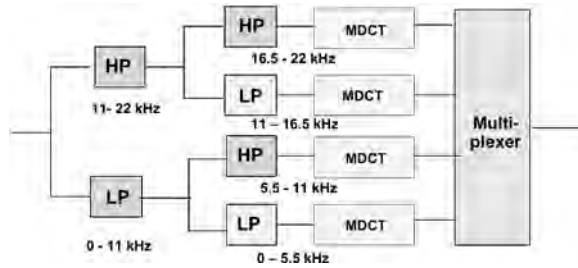 HP
MDCT
16.5 - 22 kHz
HP
11- 22 kHz
LP
MDCT
11 – 16.5 kHz
Multi-
plexer
HP
MDCT
5.5 - 11 kHz
LP
0 - 11 kHz
LP
MDCT
0 – 5.5 kHz